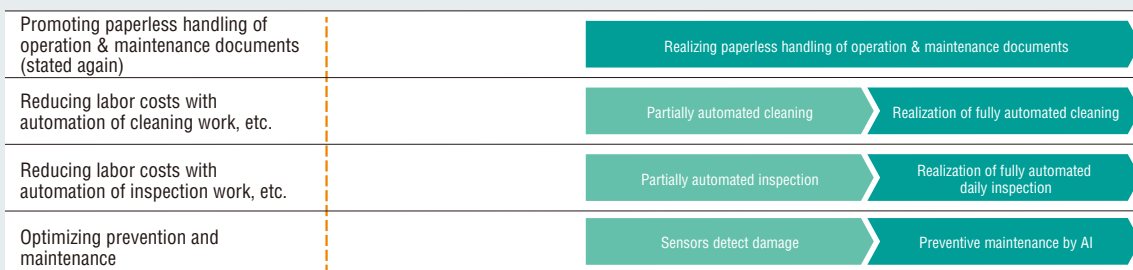 Promoting paperless handling of
operation & maintenance documents
(stated again)
Realizing paperless handling of operation & maintenance documents
Reducing labor costs with
automation of cleaning work, etc.
Partially automated cleaning
Realization of fully automated cleaning
Reducing labor costs with
automation of inspection work, etc.
Partially automated inspection
Realization of fully automated
daily inspection
Optimizing prevention and
maintenance
Sensors detect damage
Preventive maintenance by AI